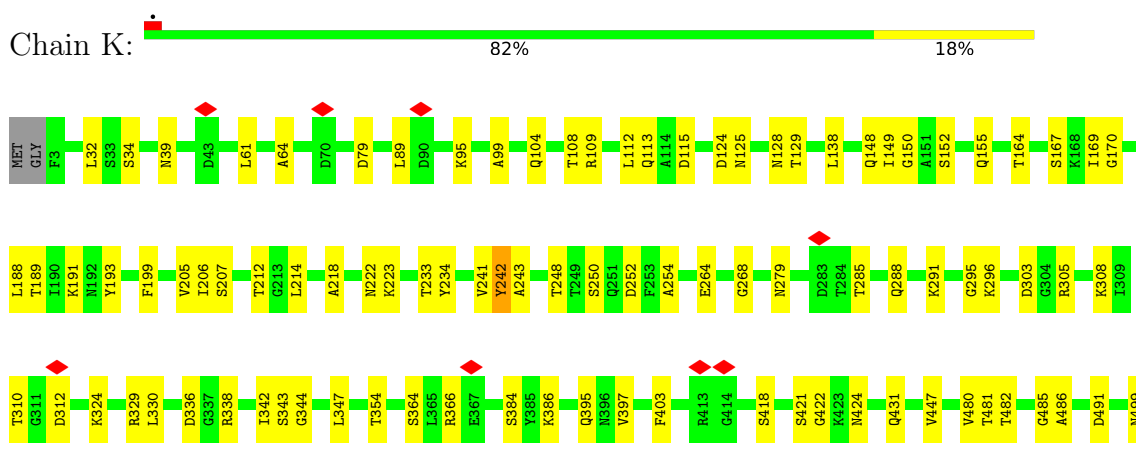 Chain K:
82% 18%
MET GLY F3 L32 S33 S34 N39 D43 L61 A64 D70 D79 L89 D90 K95 A99 Q104 T108 R109 L112 Q113 A114 D115 D124 N125 N128 T129 L138 Q148 I149 G150 A151 S152 Q155 T164 S167 K168 I169 G170
L188 T189 I190 K191 N192 Y193 F199 V205 I206 S207 T212 G213 L214 A218 N222 K223 T233 Y234 V241 Y242 A243 T248 T249 S250 Q251 D252 F253 A254 E264 G268 N279 D283 T284 T285 Q288 K291 G295 K296 D303 G304 R305 K308 I309
T310 G311 D312 K324 R329 L330 D336 G337 R338 I342 S343 G344 L347 T354 S364 L365 R366 E367 S384 Y385 K386 Q395 N396 V397 F403 R413 G414 S418 S421 G422 K423 N424 Q431 V447 V480 T481 T482 G485 A486 D491